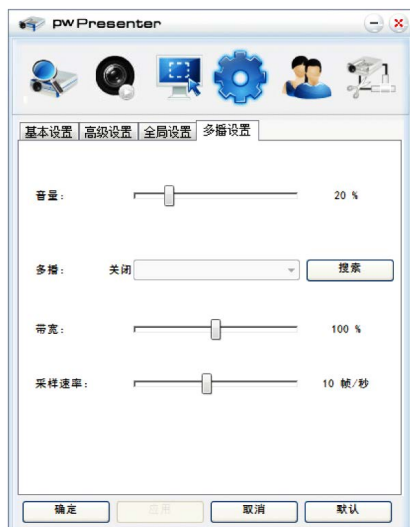 pwPresenter
基本设置 高级设置 全局设置 多播设置
音量： 20 %
多播： 关闭 搜索
带宽： 100 %
采样速率： 10 帧/秒
确定 应用 取消 默认